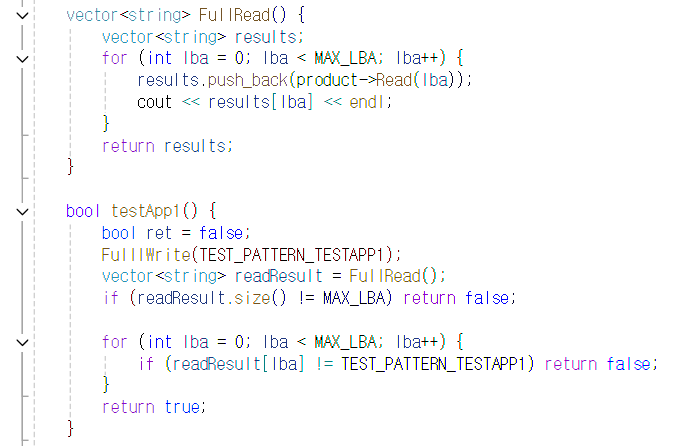 vector<string> FullRead() {
vector<string> results;
for (int lba = 0; lba < MAX_LBA; lba++) {
results.push_back(product->Read(lba));
cout << results[lba] << endl;
}
return results;
}
bool testApp1() {
bool ret = false;
FulllWrite(TEST_PATTERN_TESTAPP1);
vector<string> readResult = FullRead();
if (readResult.size() != MAX_LBA) return false;
for (int lba = 0; lba < MAX_LBA; lba++) {
if (readResult[lba] != TEST_PATTERN_TESTAPP1) return false;
}
return true;
}